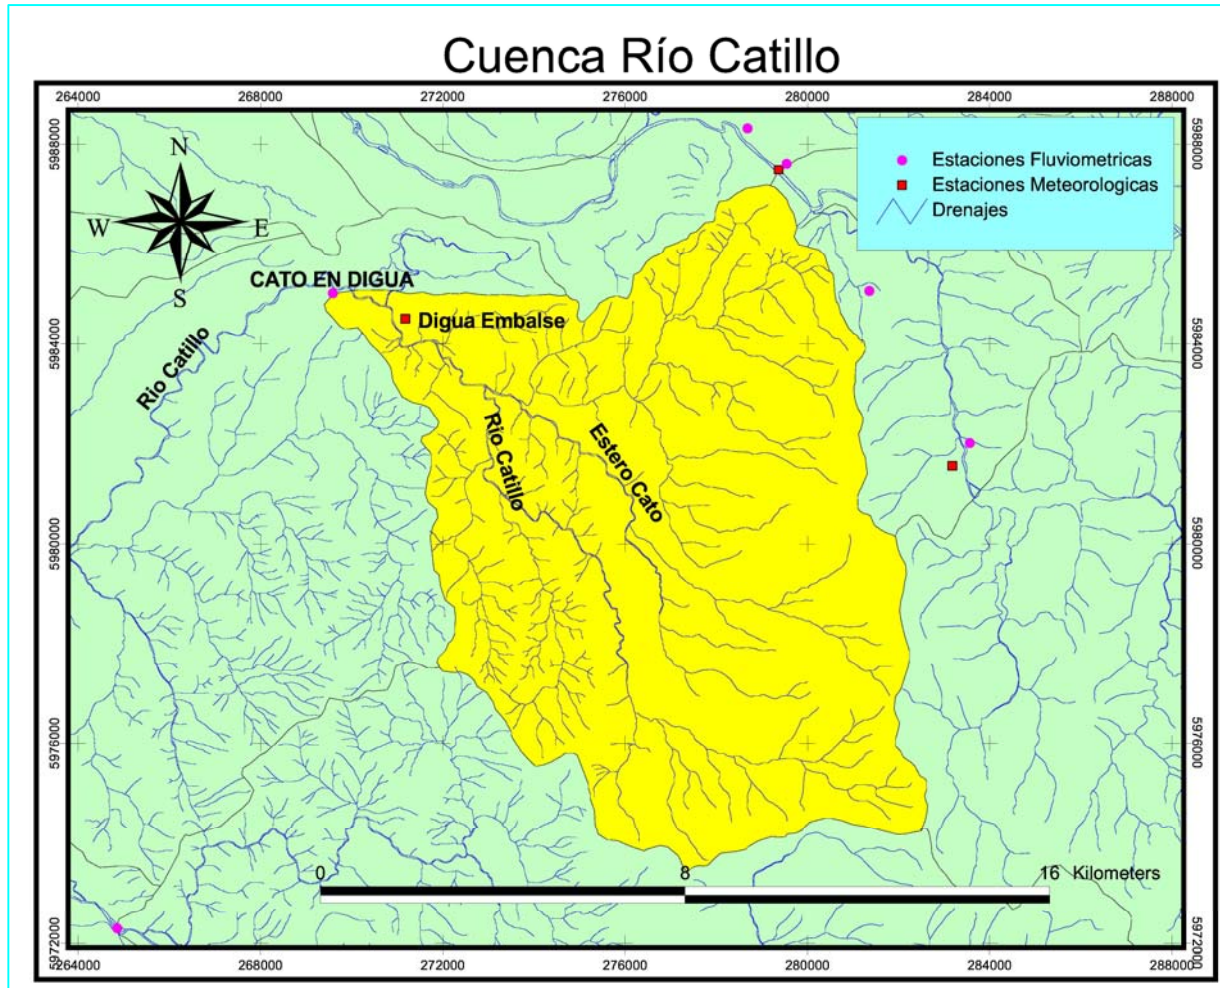 Cuenca Río Catillo
264000 268000 272000 276000 280000 284000 288000
5988000 5988000
N
W E
S
Estaciones Fluviometricas
Estaciones Meteorologicas
Drenajes
CATO EN DIGUA
Digua Embalse
Rio Catillo
5984000 5984000
Rio Catillo
Estero Cato
5980000 5980000
5976000 5976000
0 8 16 Kilometers
5972000 5972000
264000 268000 272000 276000 280000 284000 288000